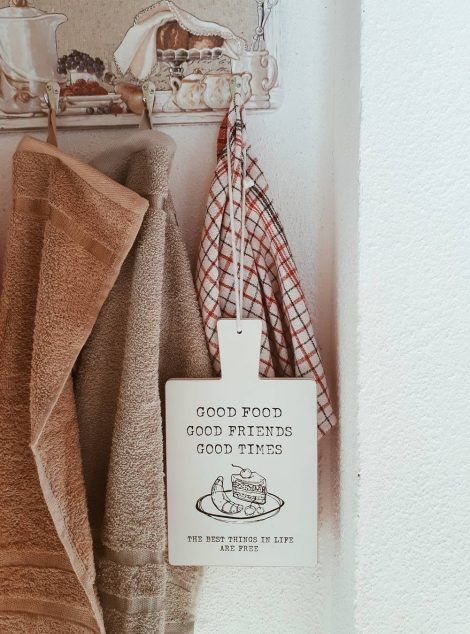 GOOD FOOD
GOOD FRIENDS
GOOD TIMES
THE BEST THINGS IN LIFE
ARE FREE